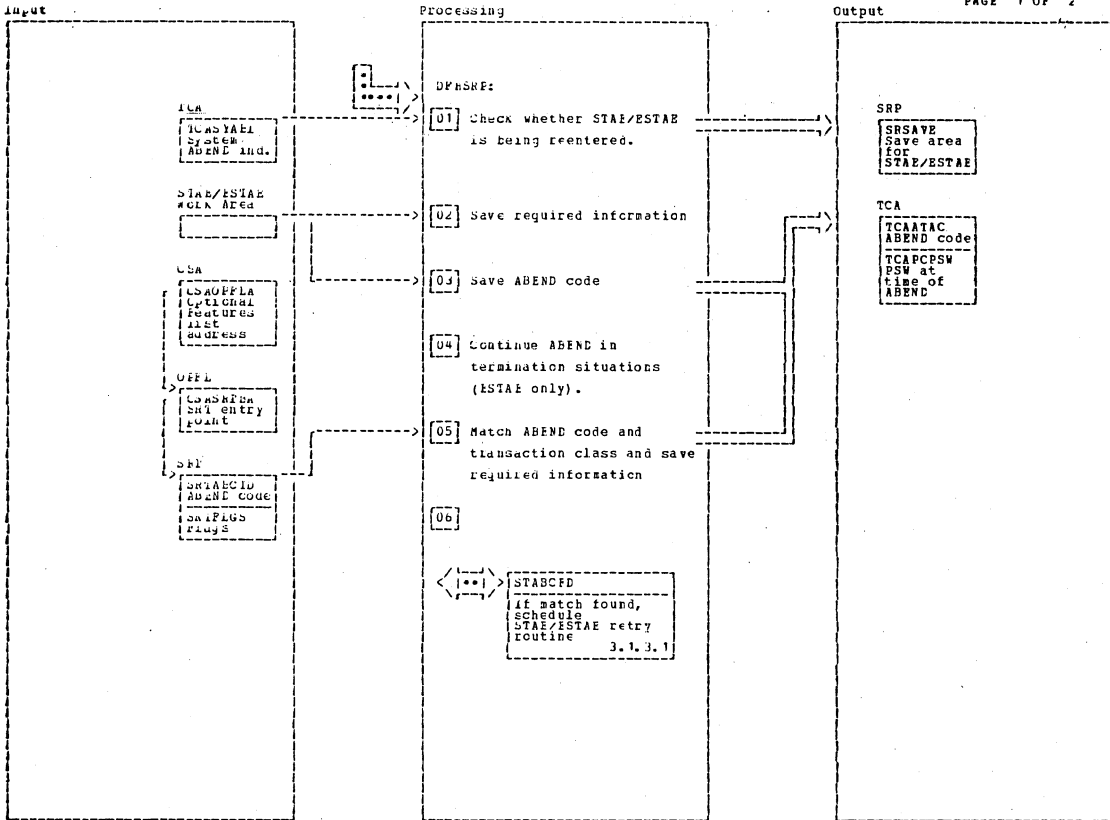 Input
Processing
Output
PAGE 1 OF 2
DFHSRP:
TCA
System
ABEND ind.
01 Check whether STAE/ESTAE
is being reentered.
SRP
SRSAVE
Save area
for
STAE/ESTAE
STAE/ESTAE
Work Area
02 Save required information
TCA
TCAATAC
ABEND code
TCAPCPSW
PSW at
time of
ABEND
CSA
CSAOPFLA
Optional
Features
list
address
03 Save ABEND code
04 Continue ABEND in
termination situations
(ESTAE only).
OPFL
SRT entry
point
05 Match ABEND code and
transaction class and save
required information
SRTABCID
ABEND code
Flags
06
STABCFD
If match found,
schedule
STAE/ESTAE retry
routine
3.1.3.1